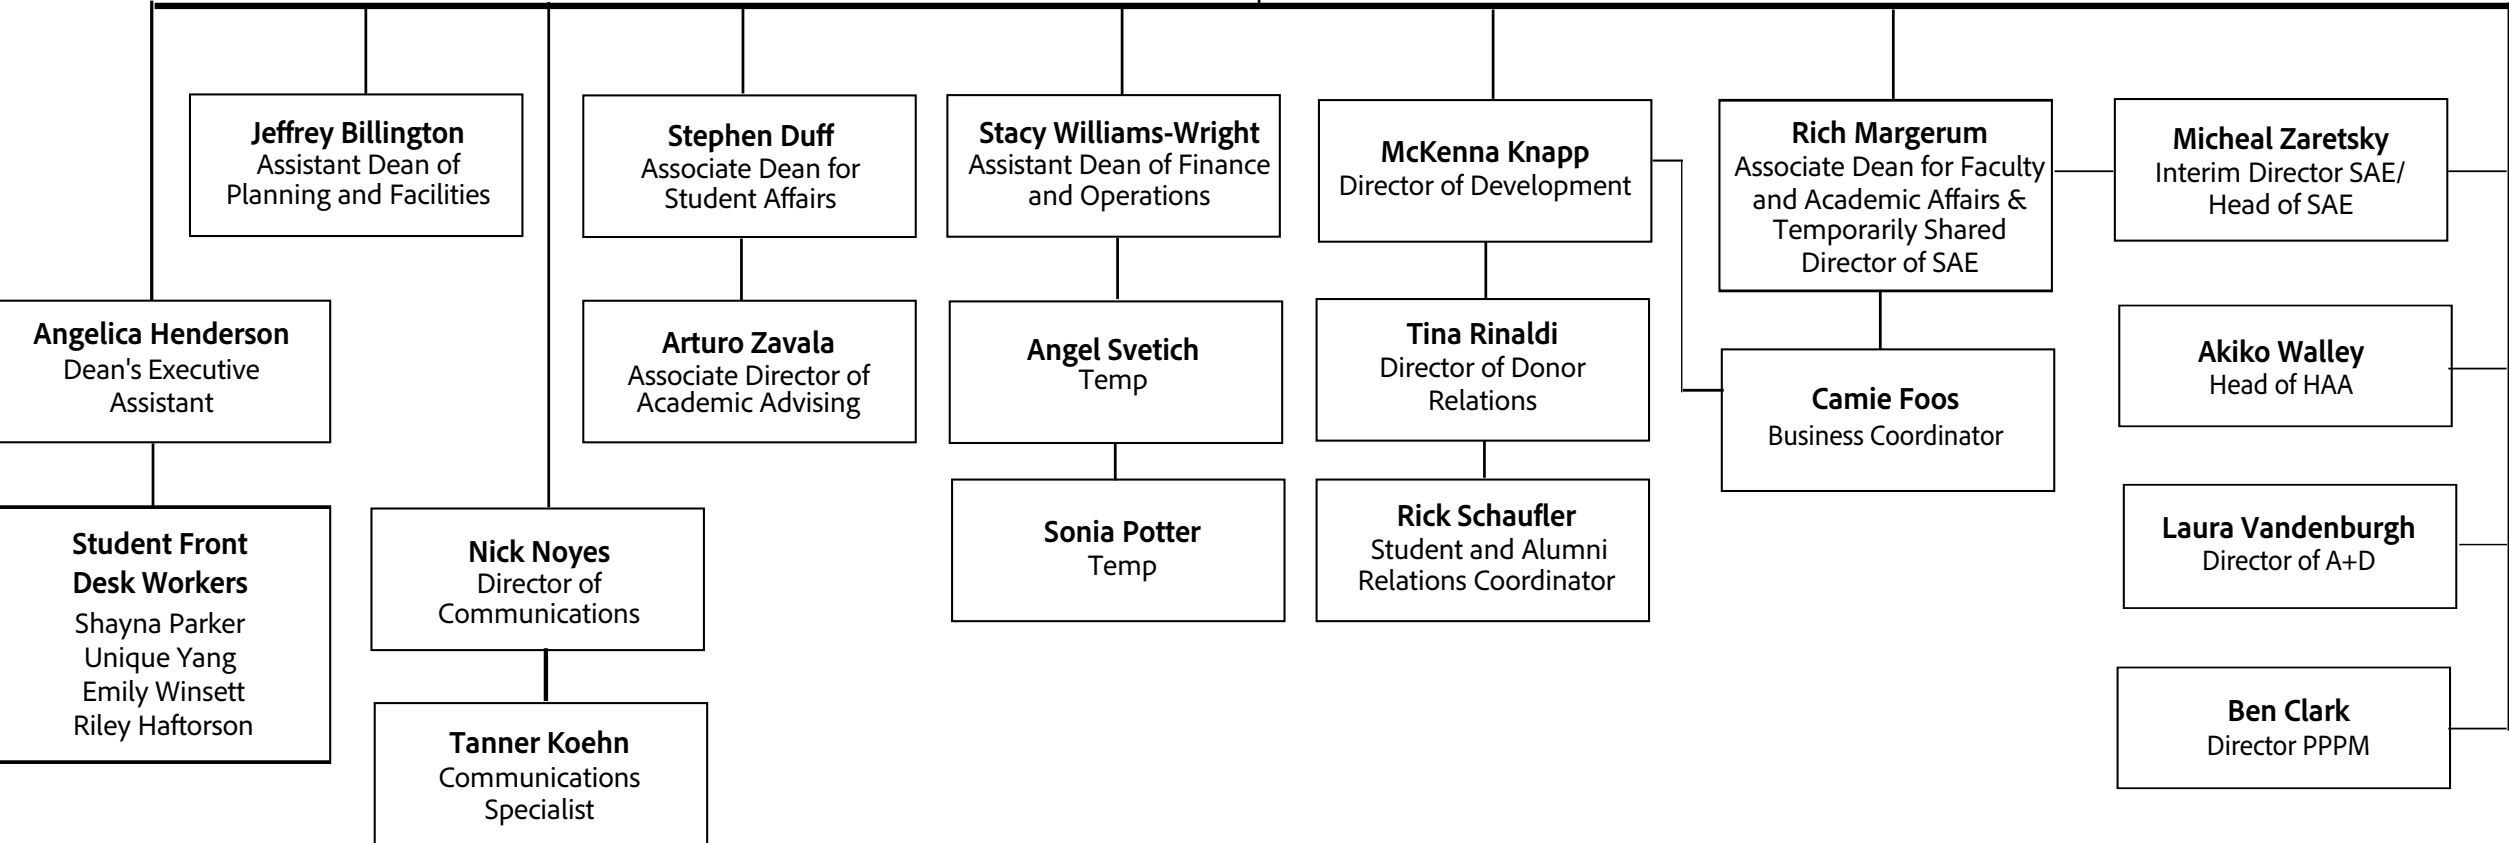 Jeffrey Billington
Assistant Dean of
Planning and Facilities
Stephen Duff
Associate Dean for
Student Affairs
Stacy Williams-Wright
Assistant Dean of Finance
and Operations
McKenna Knapp
Director of Development
Rich Margerum
Associate Dean for Faculty
and Academic Affairs &
Temporarily Shared
Director of SAE
Micheal Zaretsky
Interim Director SAE/
Head of SAE
Angelica Henderson
Dean's Executive
Assistant
Arturo Zavala
Associate Director of
Academic Advising
Angel Svetich
Temp
Tina Rinaldi
Director of Donor
Relations
Camie Foos
Business Coordinator
Akiko Walley
Head of HAA
Student Front
Desk Workers
Shayna Parker
Unique Yang
Emily Winsett
Riley Haftorson
Nick Noyes
Director of
Communications
Sonia Potter
Temp
Rick Schaufler
Student and Alumni
Relations Coordinator
Laura Vandenburgh
Director of A+D
Tanner Koehn
Communications
Specialist
Ben Clark
Director PPPM